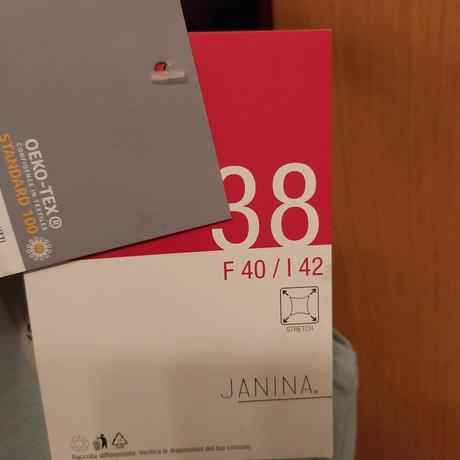 OEKO-TEX®
CONFIDENCE IN TEXTILES
STANDARD 100
38
F 40 / I 42
STRETCH
JANINA®
Raccolta differenziata. Verifica le disposizioni del tuo comune.